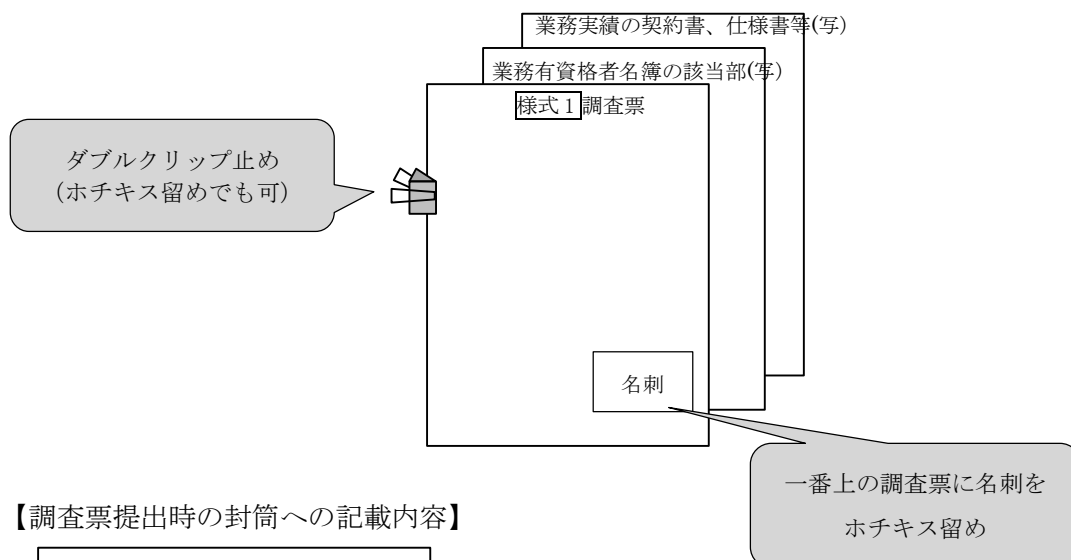 業務実績の契約書、仕様書等(写)
業務有資格者名簿の該当部(写)
様式１調査票
ダブルクリップ止め
(ホチキス留めでも可)
名刺
一番上の調査票に名刺を
ホチキス留め
【調査票提出時の封筒への記載内容】